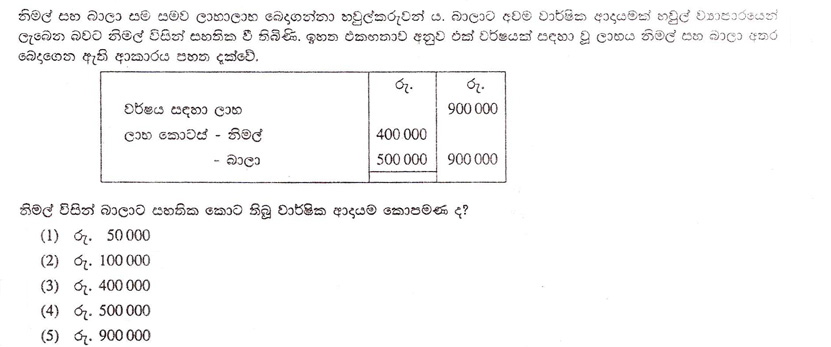 නිමල් සහ බාලා සම සමව ලාභාලාභ බෙදාගන්නා හවුල්කරුවන් ය. බාලාට අවම වාර්ෂික ආදායමක් හවුල් ව්‍යාපාරයෙන්
ලැබෙන බවට නිමල් විසින් සහතික වී තිබිණි. ඉහත එකඟතාව අනුව එක් වර්ෂයක් සඳහා වූ ලාභය නිමල් සහ බාලා අතර
බෙදාගෙන ඇති ආකාරය පහත දැක්වේ.
රු. රු.
වර්ෂය සඳහා ලාභ 900 000
ලාභ කොටස් - නිමල් 400 000
- බාලා 500 000 900 000
නිමල් විසින් බාලාට සහතික කොට තිබූ වාර්ෂික ආදායම කොපමණ ද?
(1) රු. 50 000
(2) රු. 100 000
(3) රු. 400 000
(4) රු. 500 000
(5) රු. 900 000